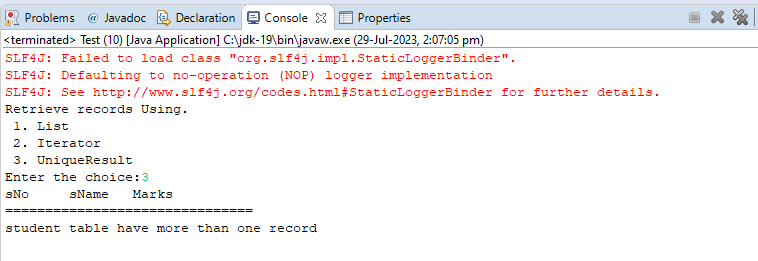 Problems @ Javadoc Declaration Console Properties
<terminated> Test (10) [Java Application] C:\jdk-19\bin\javaw.exe (29-Jul-2023, 2:07:05 pm)
SLF4J: Failed to load class "org.slf4j.impl.StaticLoggerBinder".
SLF4J: Defaulting to no-operation (NOP) logger implementation
SLF4J: See http://www.slf4j.org/codes.html#StaticLoggerBinder for further details.
Retrieve records Using.
 1. List
 2. Iterator
 3. UniqueResult
Enter the choice:3
sNo     sName   Marks
===============================
student table have more than one record